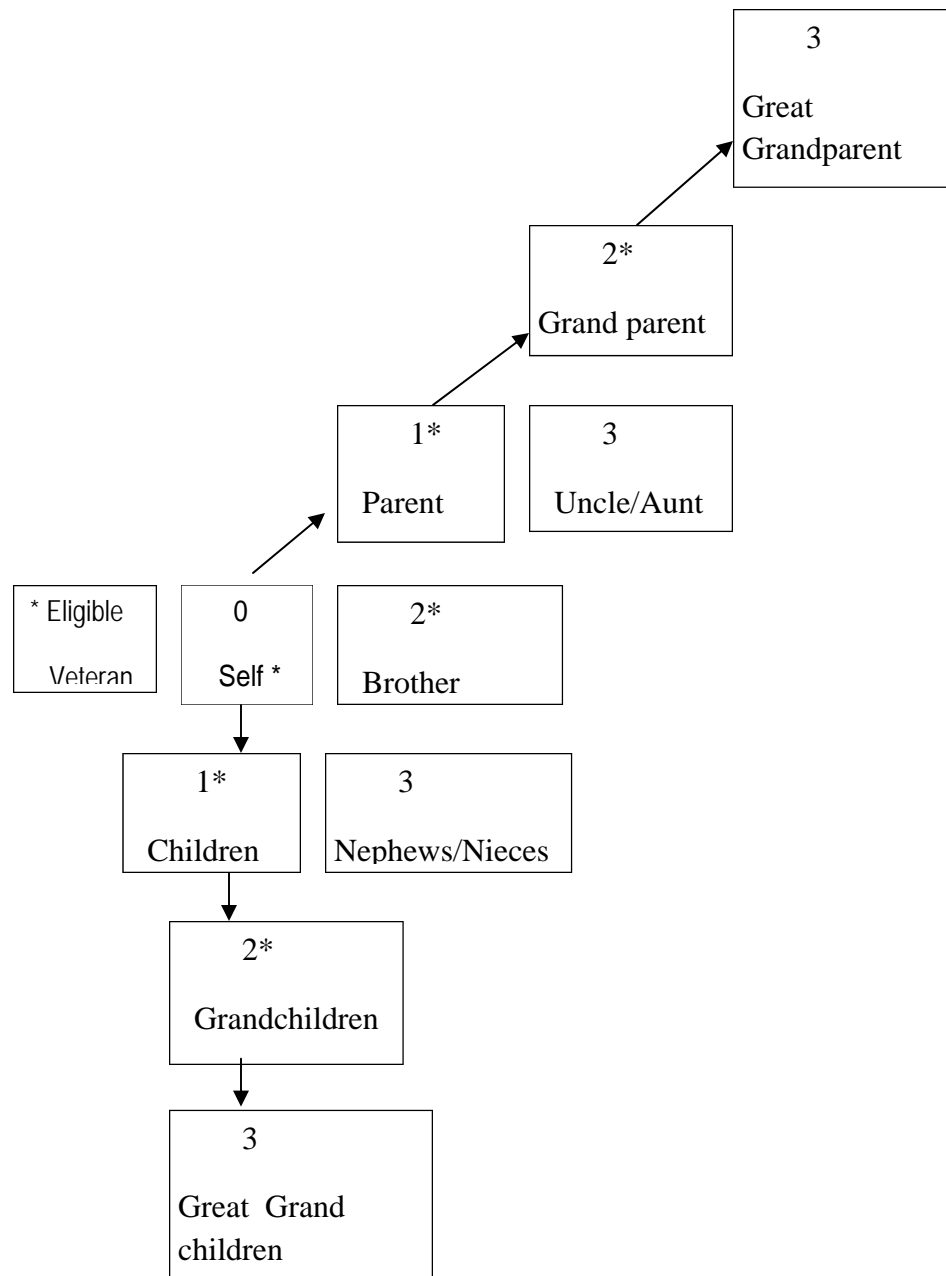 3
Great
Grandparent
2*
Grand parent
1*
Parent
3
Uncle/Aunt
* Eligible
Veteran
0
Self *
2*
Brother
1*
Children
3
Nephews/Nieces
2*
Grandchildren
3
Great Grand
children